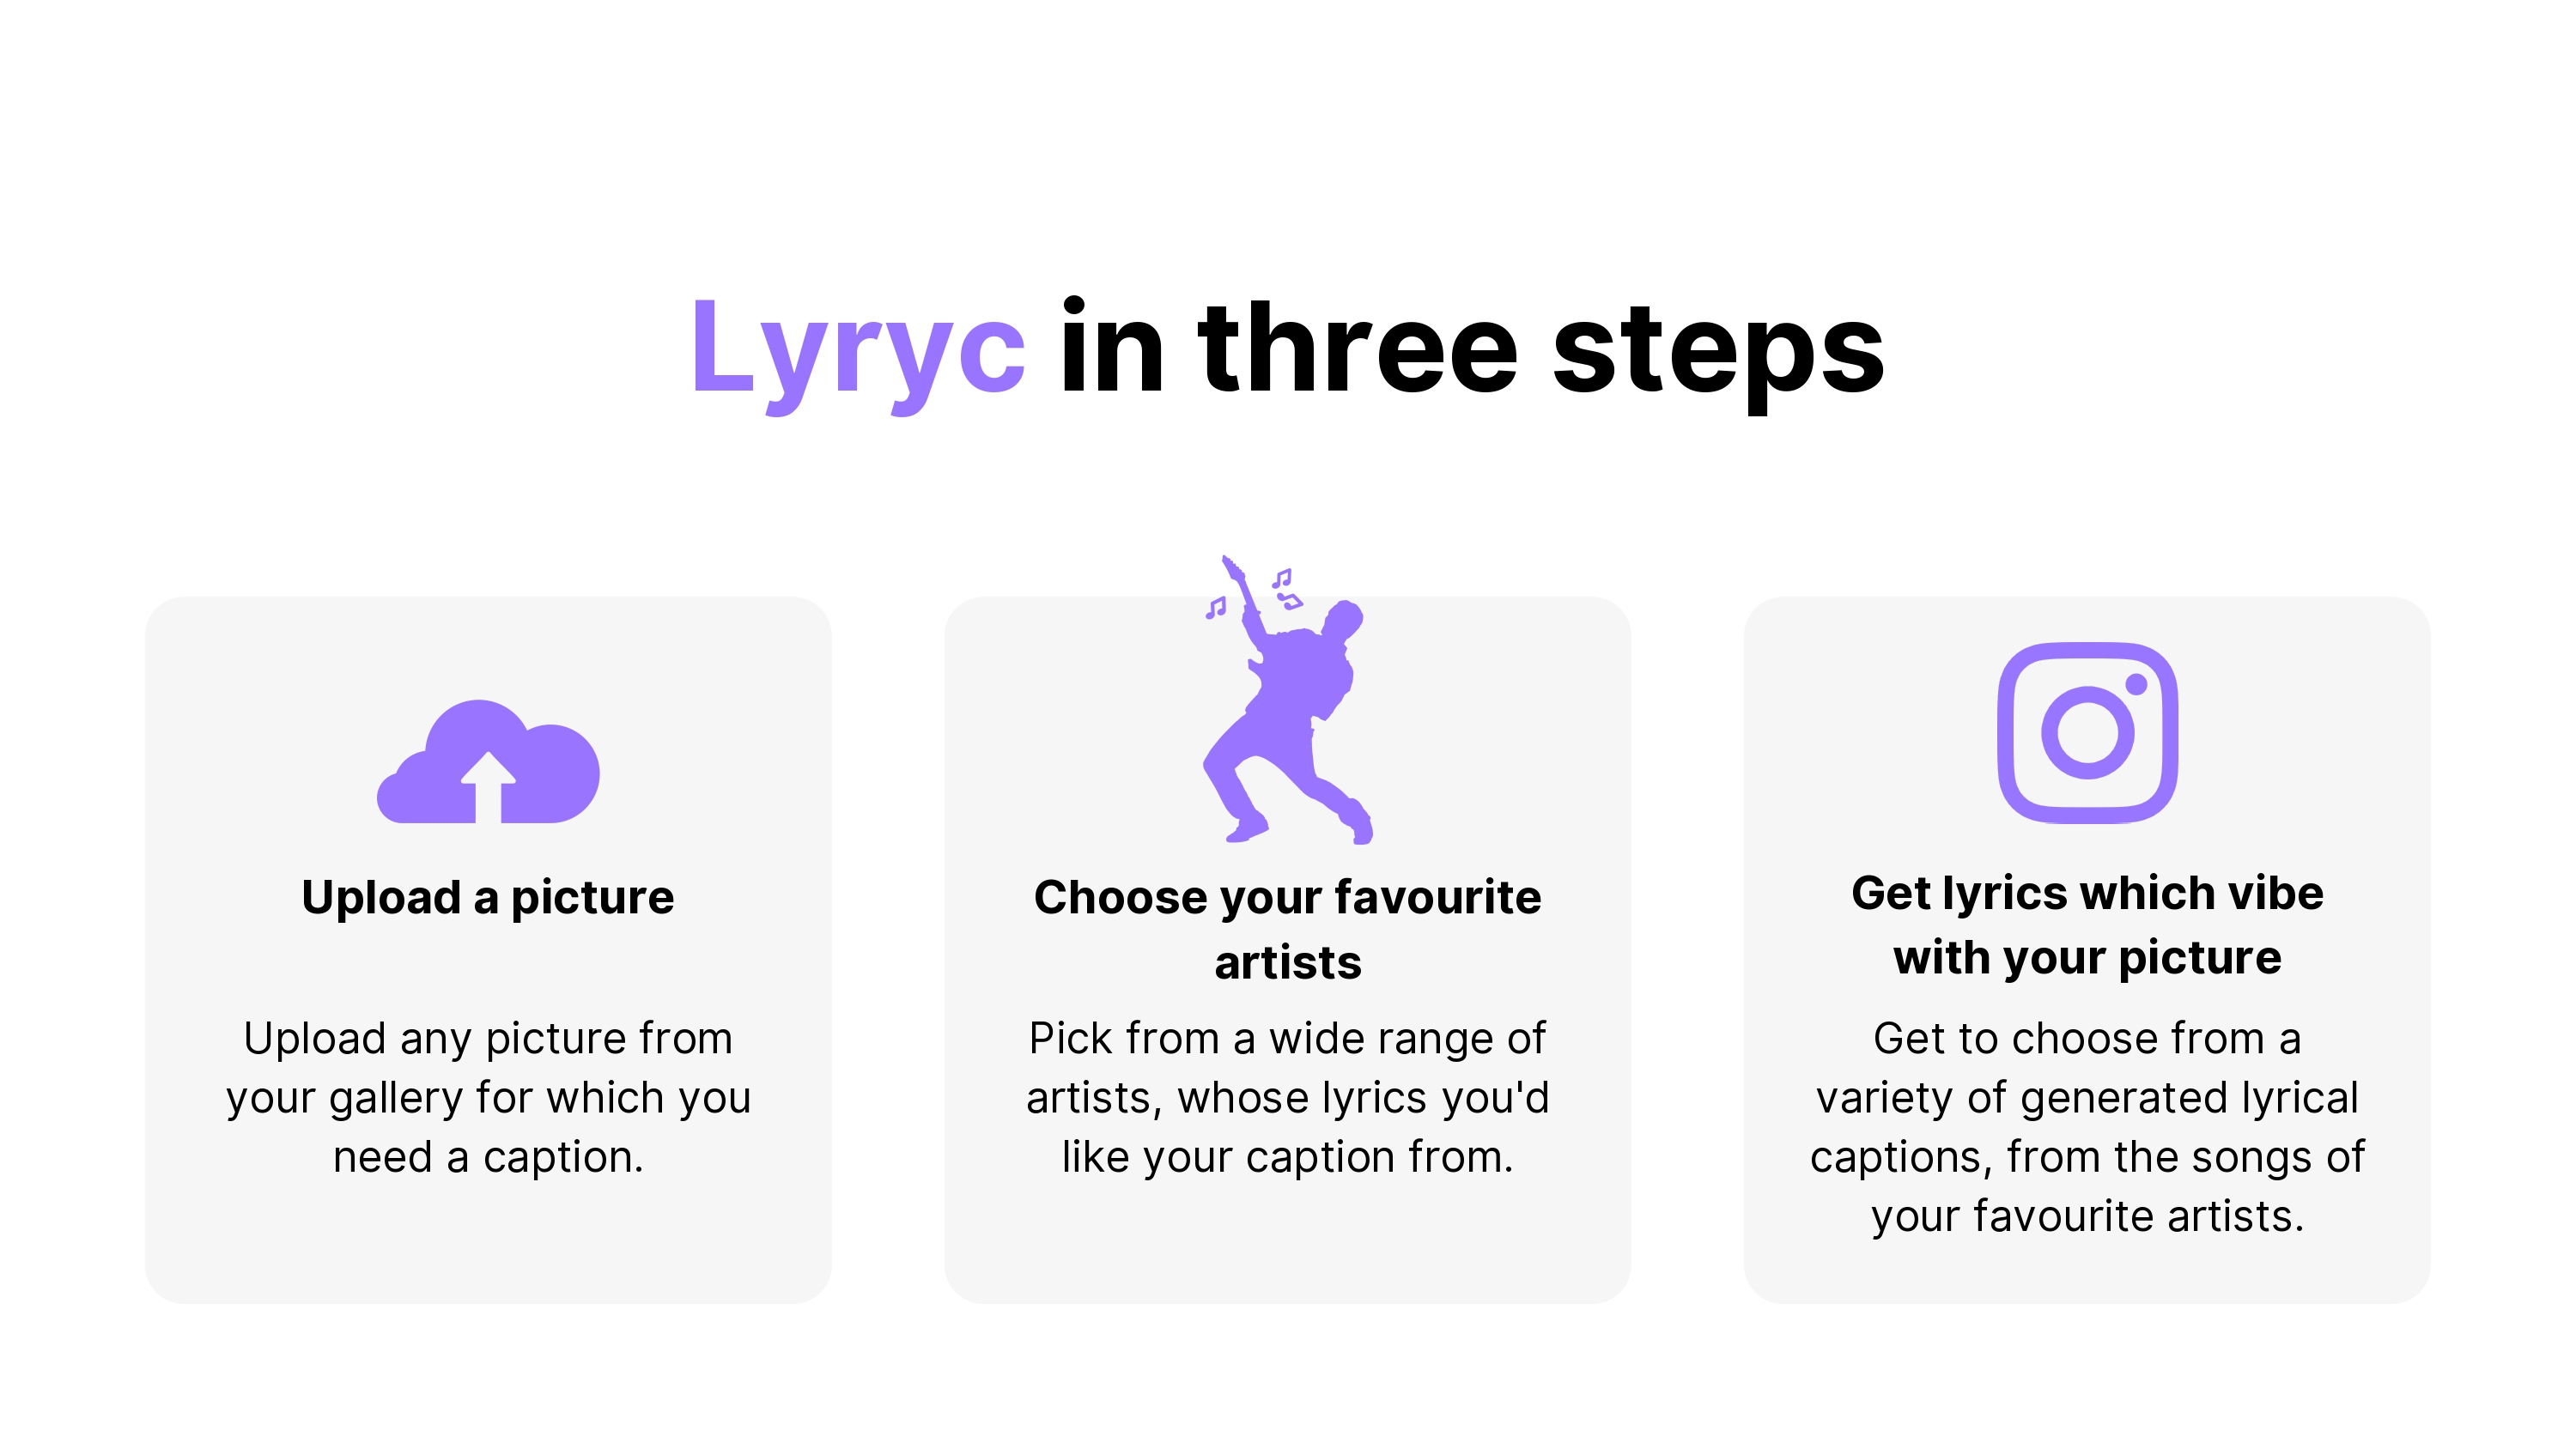 Lyryc in three steps
Upload a picture
Upload any picture from
your gallery for which you
need a caption.
Choose your favourite
artists
Pick from a wide range of
artists, whose lyrics you'd
like your caption from.
Get lyrics which vibe
with your picture
Get to choose from a
variety of generated lyrical
captions, from the songs of
your favourite artists.